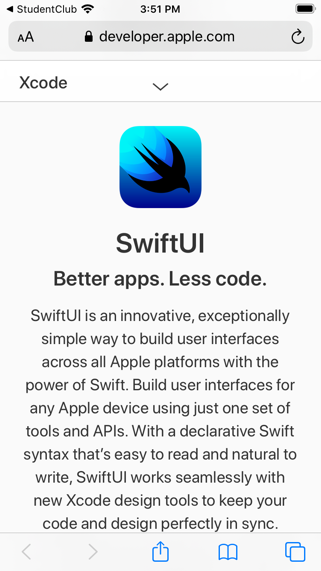 StudentClub 3:51 PM
AA developer.apple.com
Xcode
SwiftUI
Better apps. Less code.
SwiftUI is an innovative, exceptionally
simple way to build user interfaces
across all Apple platforms with the
power of Swift. Build user interfaces for
any Apple device using just one set of
tools and APIs. With a declarative Swift
syntax that’s easy to read and natural to
write, SwiftUI works seamlessly with
new Xcode design tools to keep your
code and design perfectly in sync.